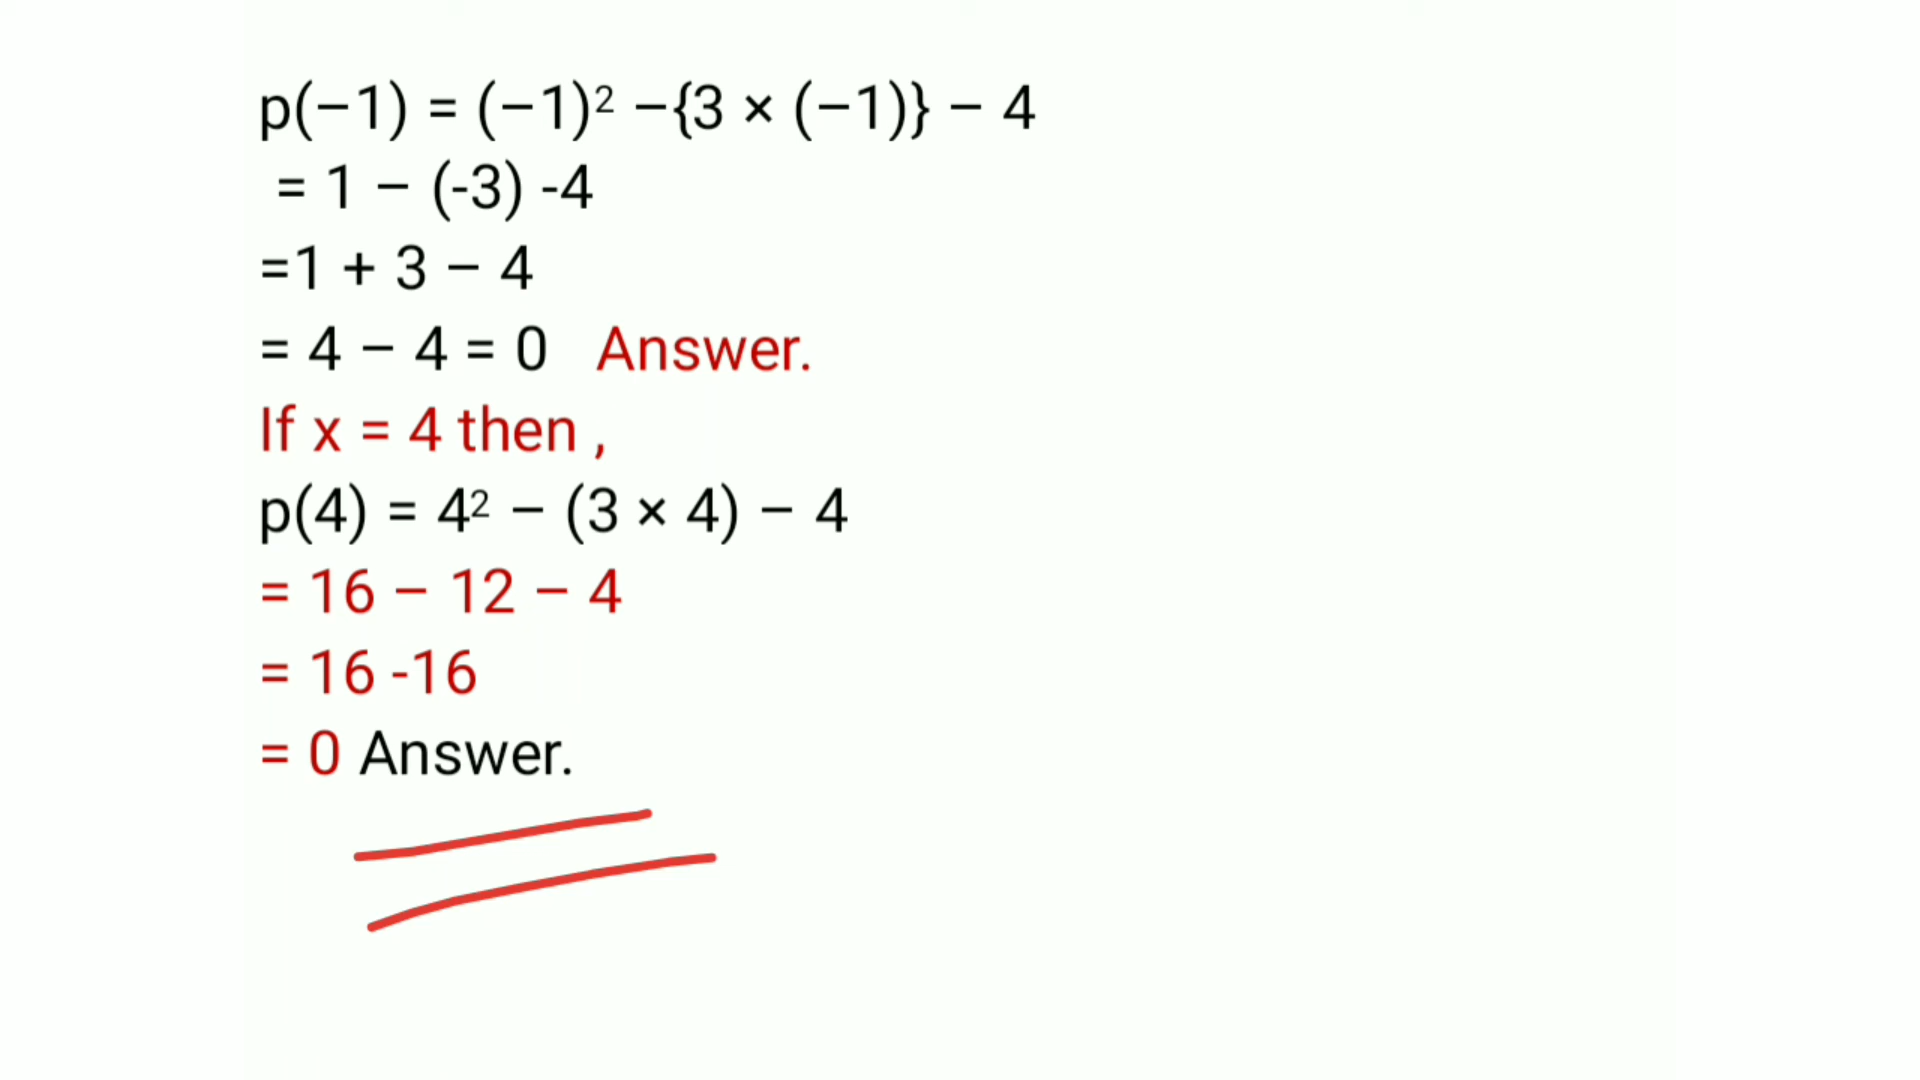 p(−1) = (−1)² −{3 × (−1)} − 4
= 1 − (-3) -4
=1 + 3 − 4
= 4 − 4 = 0 Answer.
If x = 4 then ,
p(4) = 4² − (3 × 4) − 4
= 16 − 12 − 4
= 16 -16
= 0 Answer.